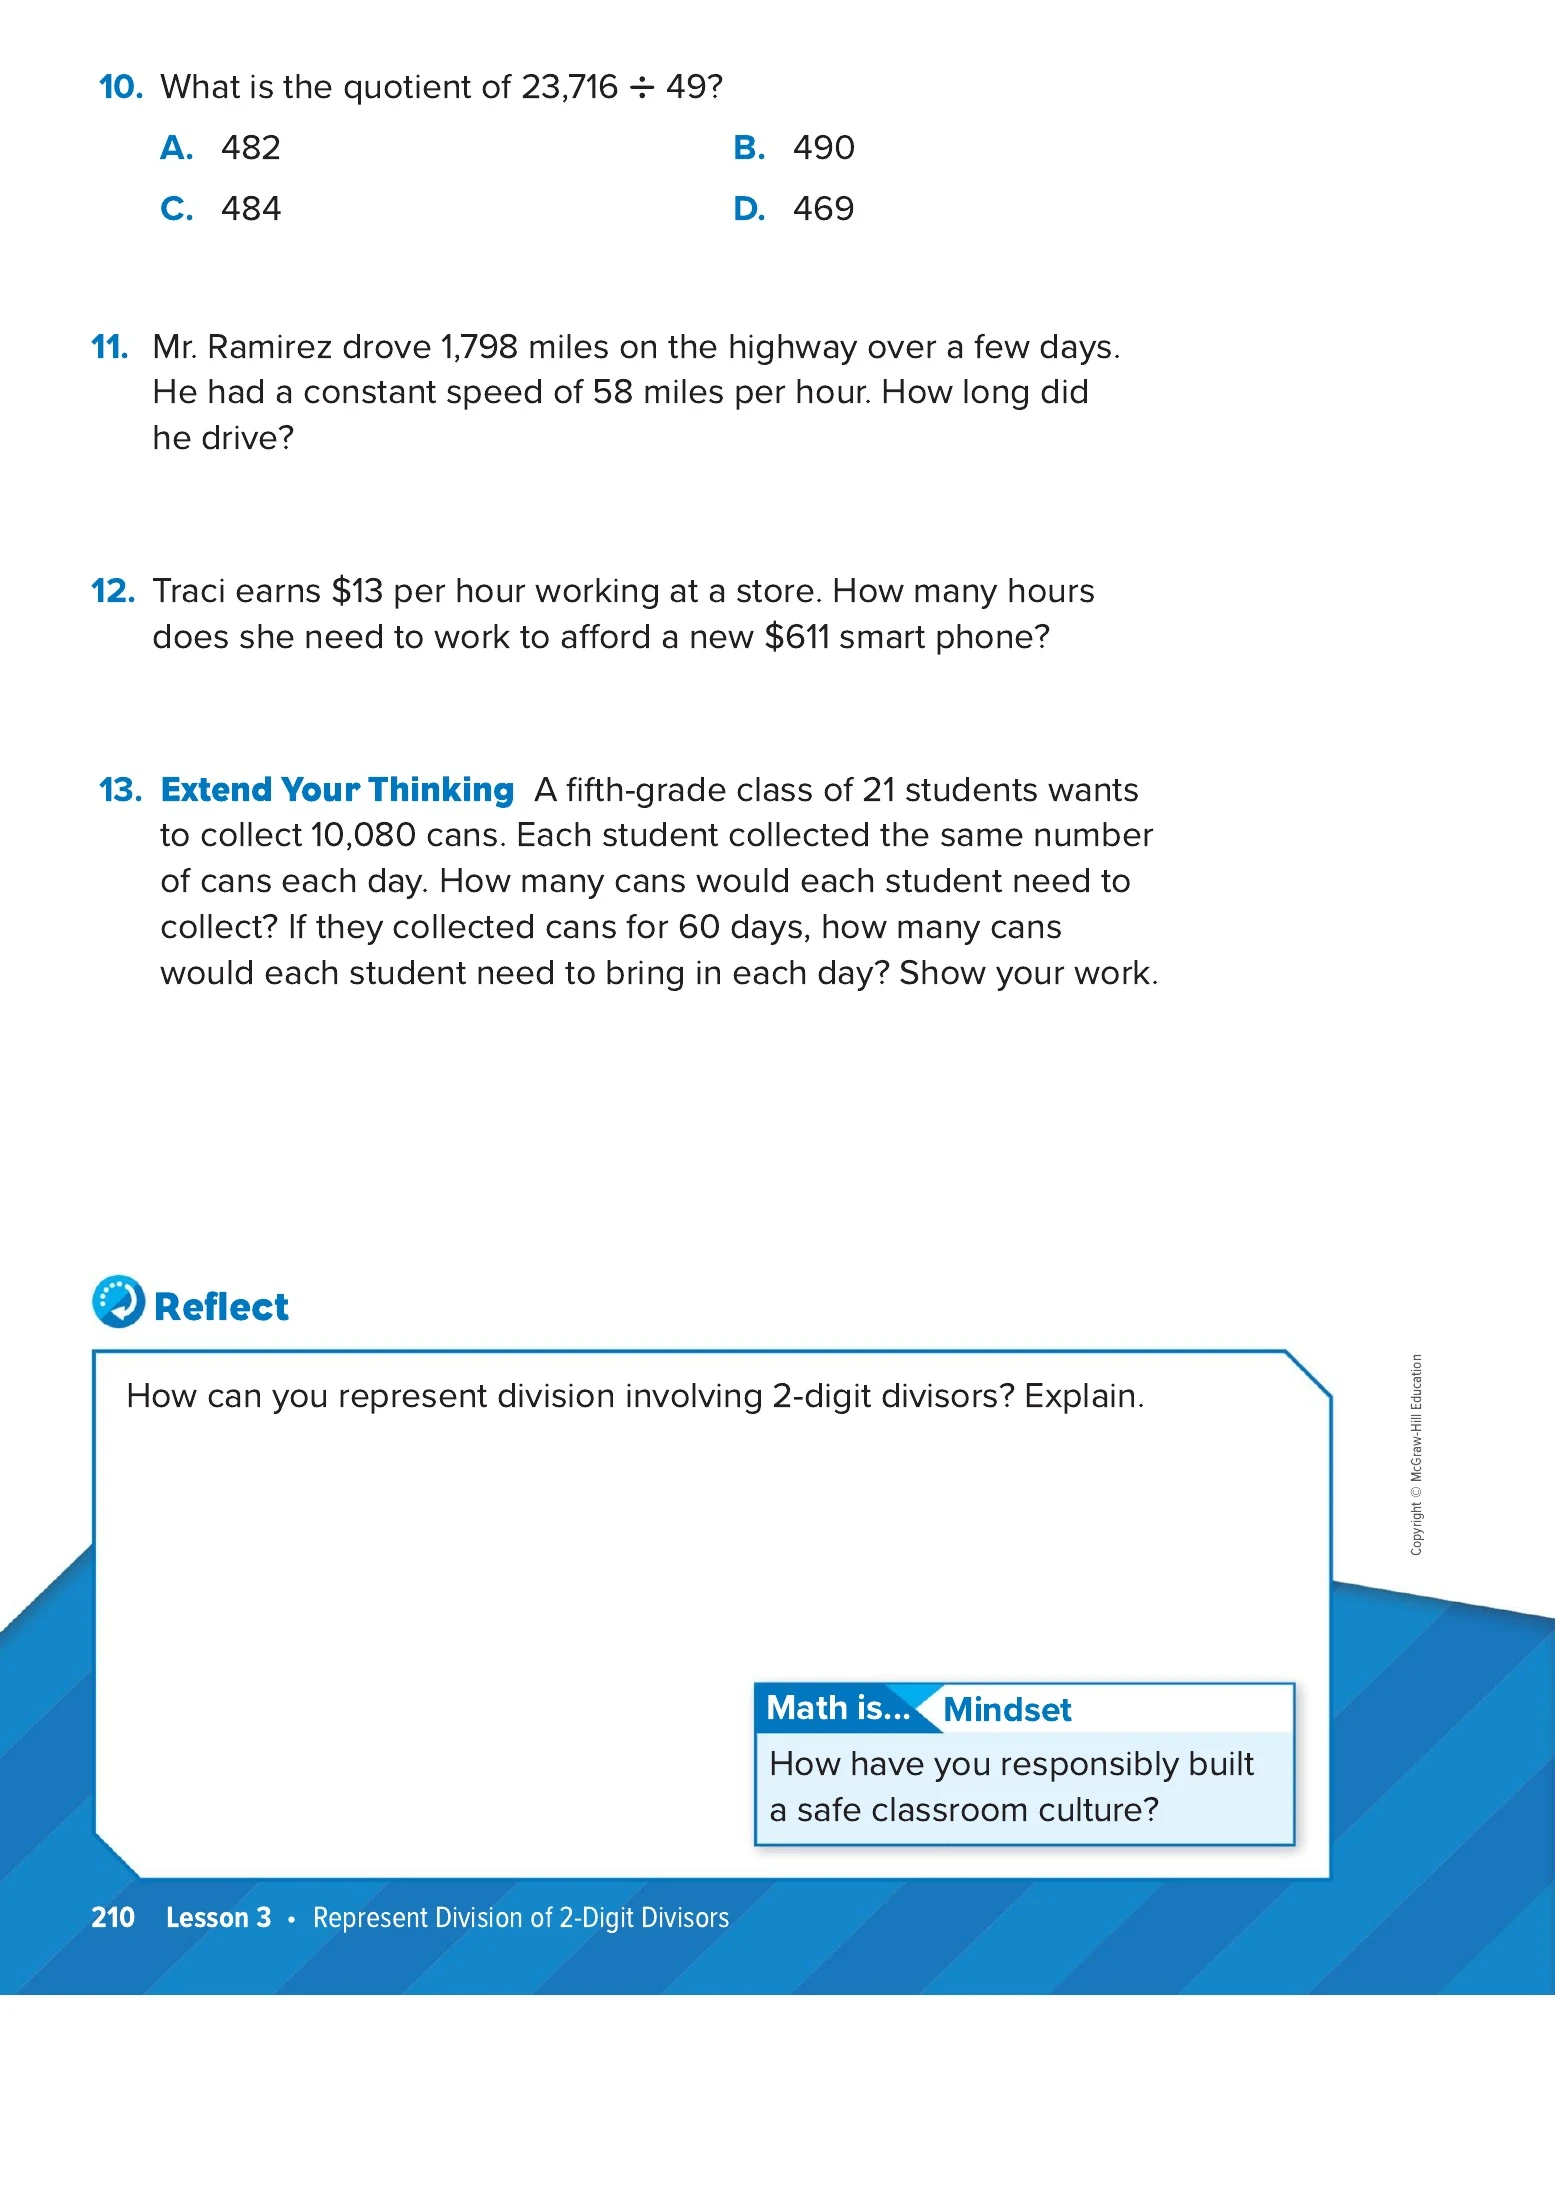 10. What is the quotient of 23,716 ÷ 49?
A. 482 B. 490
C. 484 D. 469
11. Mr. Ramirez drove 1,798 miles on the highway over a few days.
He had a constant speed of 58 miles per hour. How long did
he drive?
12. Traci earns $13 per hour working at a store. How many hours
does she need to work to afford a new $611 smart phone?
13. Extend Your Thinking A fifth-grade class of 21 students wants
to collect 10,080 cans. Each student collected the same number
of cans each day. How many cans would each student need to
collect? If they collected cans for 60 days, how many cans
would each student need to bring in each day? Show your work.
Reflect
How can you represent division involving 2-digit divisors? Explain.
Math is... Mindset
How have you responsibly built
a safe classroom culture?
Copyright © McGraw-Hill Education
210 Lesson 3 • Represent Division of 2-Digit Divisors